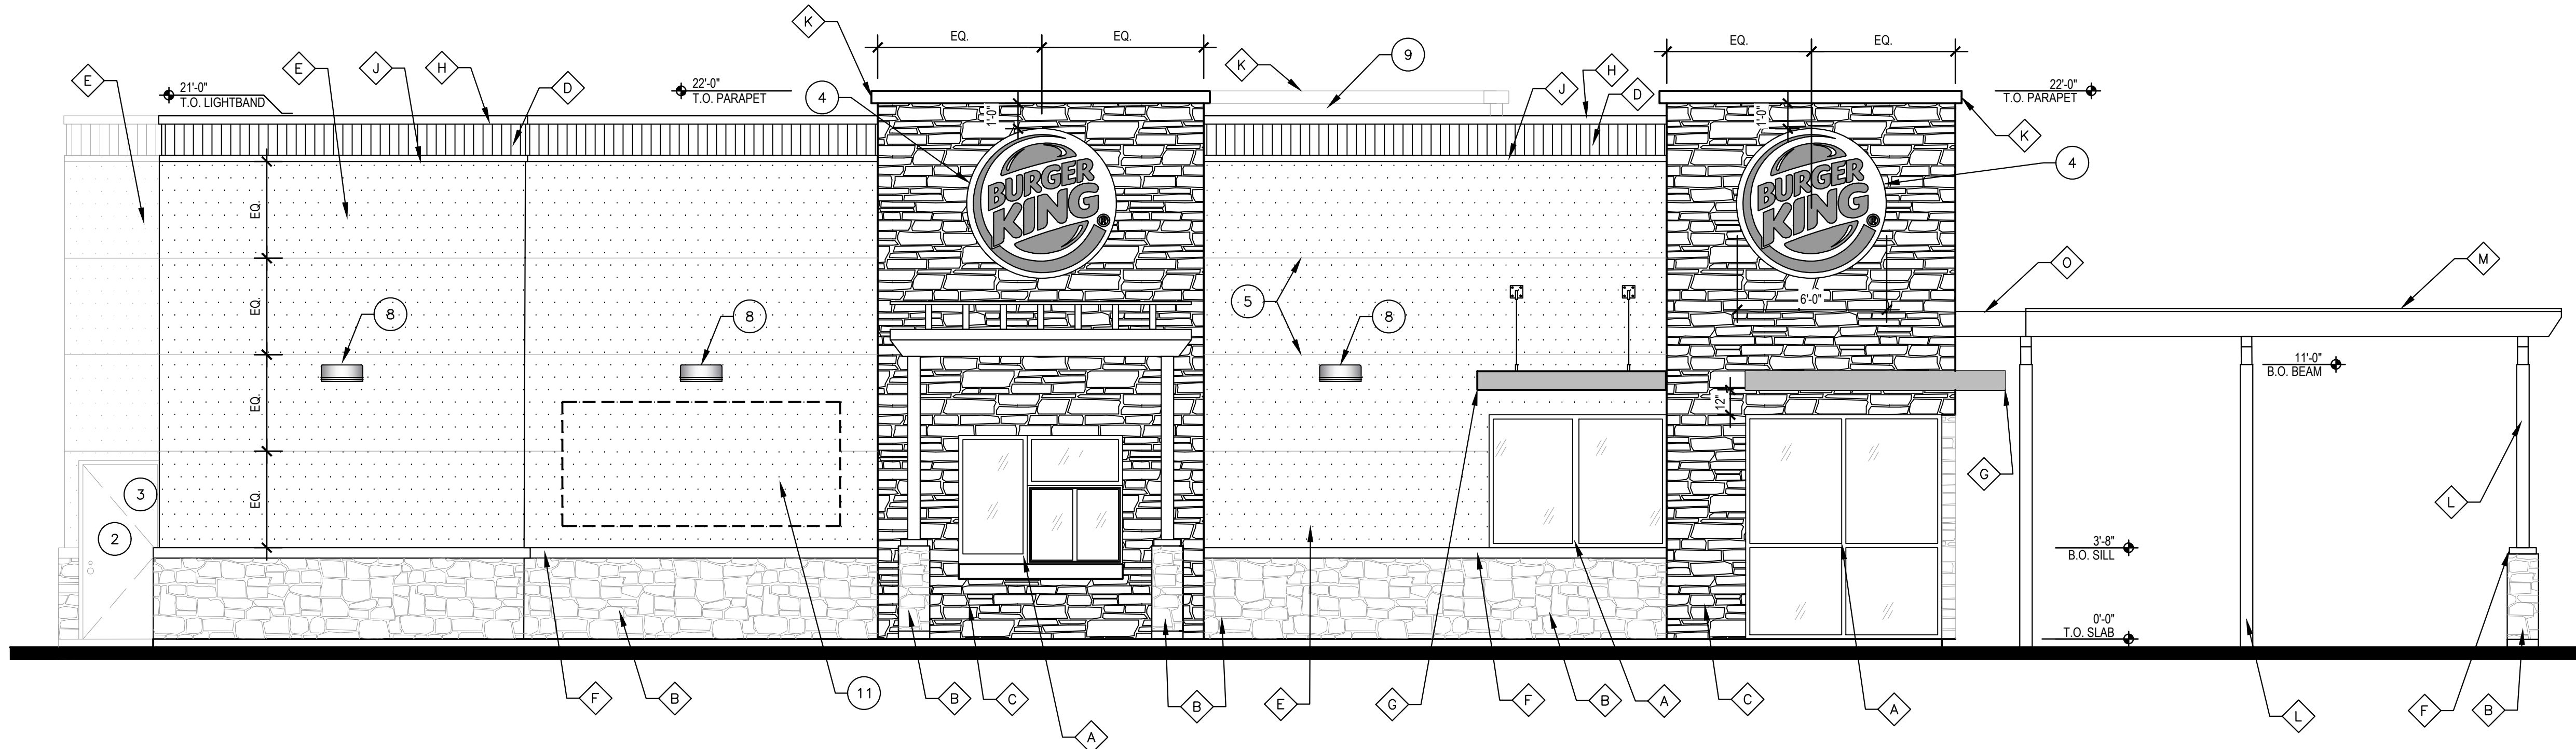 K
EQ.
EQ.
K
9
EQ.
EQ.
E
21'-0"
T.O. LIGHTBAND
E
J
H
D
22'-0"
T.O. PARAPET
4
1'-0"
J
H
D
1'-0"
22'-0"
T.O. PARAPET
K
4
BURGER
KING
®
BURGER
KING
®
EQ.
EQ.
EQ.
EQ.
8
8
5
8
6'-0"
O
M
11'-0"
B.O. BEAM
12"
G
L
3
2
3'-8"
B.O. SILL
0'-0"
T.O. SLAB
F
B
11
B
C
A
B
E
G
F
B
A
C
A
L
F
B